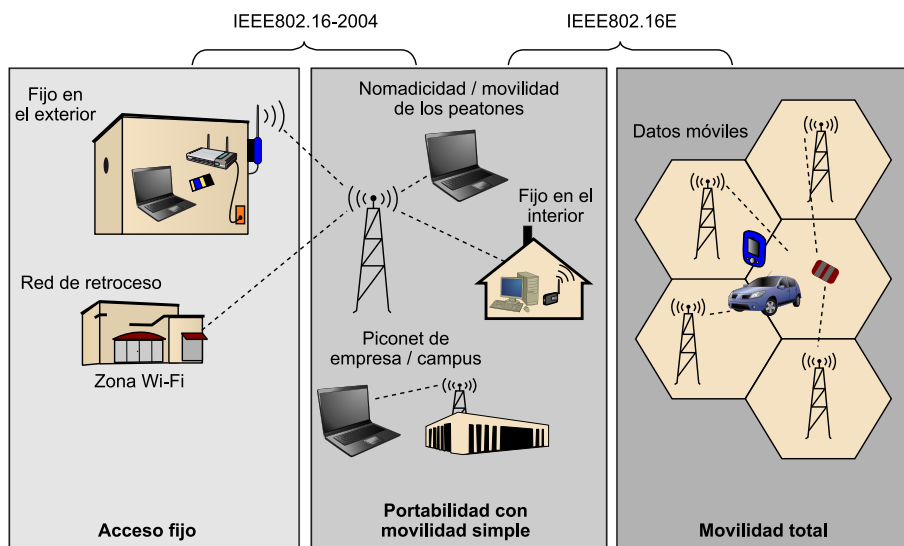 IEEE802.16-2004
IEEE802.16E
Fijo en
el exterior
Red de retroceso
Zona Wi-Fi
Acceso fijo
Nomadicidad / movilidad
de los peatones
Fijo en el
interior
Piconet de
empresa / campus
Portabilidad con
movilidad simple
Datos móviles
Movilidad total